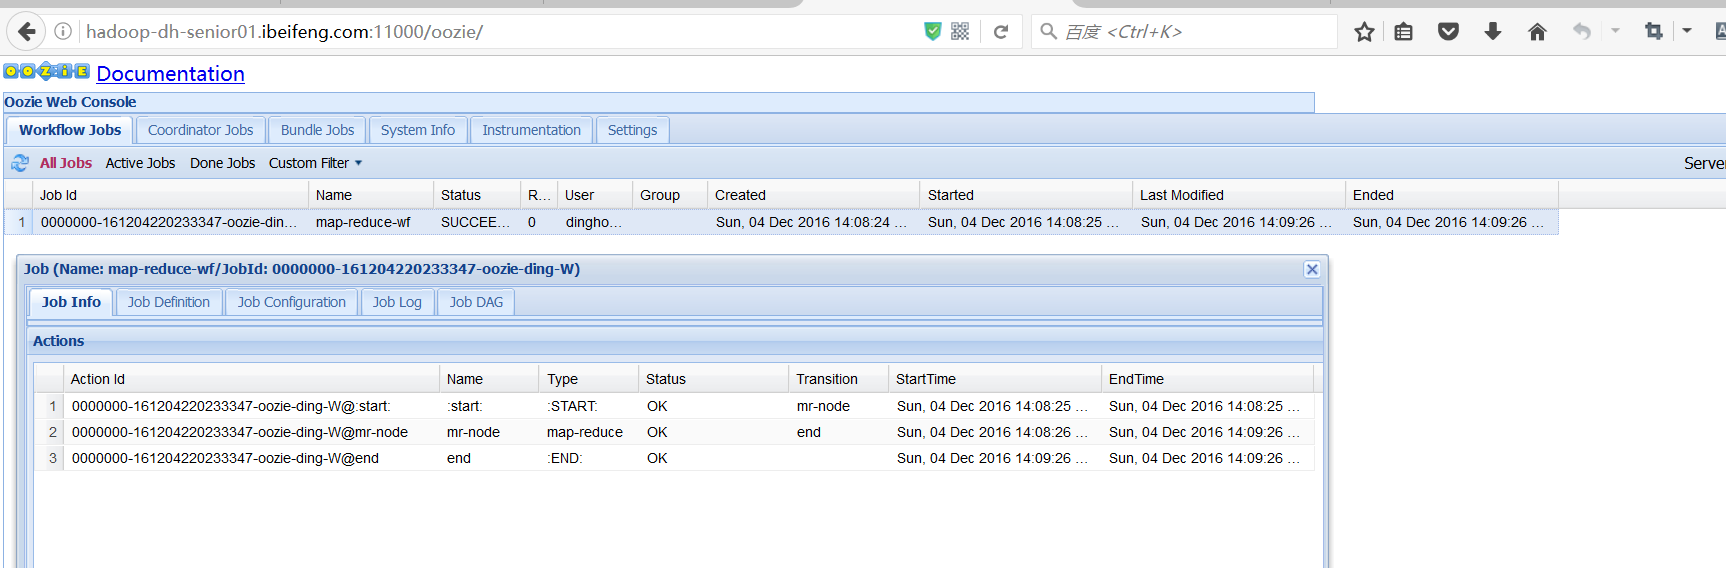 hadoop-dh-senior01.ibeifeng.com:11000/oozie/ 百度 <Ctrl+K>
OOZIE Documentation
Oozie Web Console
Workflow Jobs Coordinator Jobs Bundle Jobs System Info Instrumentation Settings
All Jobs Active Jobs Done Jobs Custom Filter Server
Job Id Name Status R... User Group Created Started Last Modified Ended
1 0000000-161204220233347-oozie-din... map-reduce-wf SUCCEE... 0 dingho... Sun, 04 Dec 2016 14:08:24 ... Sun, 04 Dec 2016 14:08:25 ... Sun, 04 Dec 2016 14:09:26 ... Sun, 04 Dec 2016 14:09:26 ...
Job (Name: map-reduce-wf/JobId: 0000000-161204220233347-oozie-ding-W)
Job Info Job Definition Job Configuration Job Log Job DAG
Actions
Action Id Name Type Status Transition StartTime EndTime
1 0000000-161204220233347-oozie-ding-W@:start: :start: :START: OK mr-node Sun, 04 Dec 2016 14:08:25 ... Sun, 04 Dec 2016 14:08:25 ...
2 0000000-161204220233347-oozie-ding-W@mr-node mr-node map-reduce OK end Sun, 04 Dec 2016 14:08:26 ... Sun, 04 Dec 2016 14:09:26 ...
3 0000000-161204220233347-oozie-ding-W@end end :END: OK Sun, 04 Dec 2016 14:09:26 ... Sun, 04 Dec 2016 14:09:26 ...